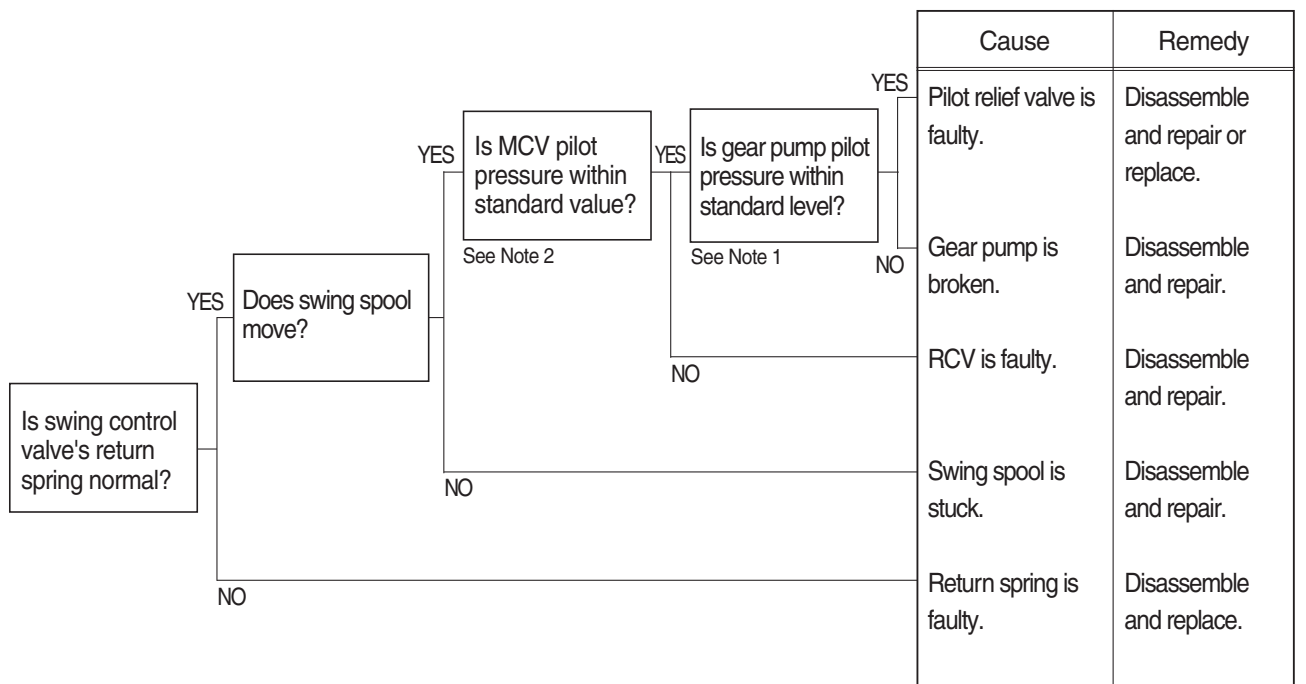 Cause
Remedy
YES
Pilot relief valve is
faulty.
Disassemble
and repair or
replace.
YES
Is MCV pilot
pressure within
standard value?
See Note 2
YES
Is gear pump pilot
pressure within
standard level?
See Note 1
NO
Gear pump is
broken.
Disassemble
and repair.
YES
Does swing spool
move?
NO
RCV is faulty.
Disassemble
and repair.
Is swing control
valve's return
spring normal?
NO
Swing spool is
stuck.
Disassemble
and repair.
NO
Return spring is
faulty.
Disassemble
and replace.